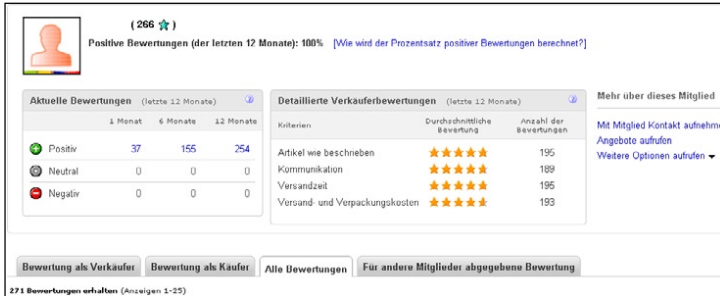 ( 266 )
Positive Bewertungen (der letzten 12 Monate): 100% [Wie wird der Prozentsatz positiver Bewertungen berechnet?]
Aktuelle Bewertungen (letzte 12 Monate)
1 Monat 6 Monate 12 Monate
Positiv 37 155 254
Neutral 0 0 0
Negativ 0 0 0
Detaillierte Verkäuferbewertungen (letzte 12 Monate)
Kriterien Durchschnittliche Bewertung Anzahl der Bewertungen
Artikel wie beschrieben 195
Kommunikation 189
Versandzeit 195
Versand- und Verpackungskosten 193
Mehr über dieses Mitglied
Mit Mitglied Kontakt aufnehme
Angebote aufrufen
Weitere Optionen aufrufen
Bewertung als Verkäufer Bewertung als Käufer Alle Bewertungen Für andere Mitglieder abgegebene Bewertung
271 Bewertungen erhalten (Anzeigen 1-25)